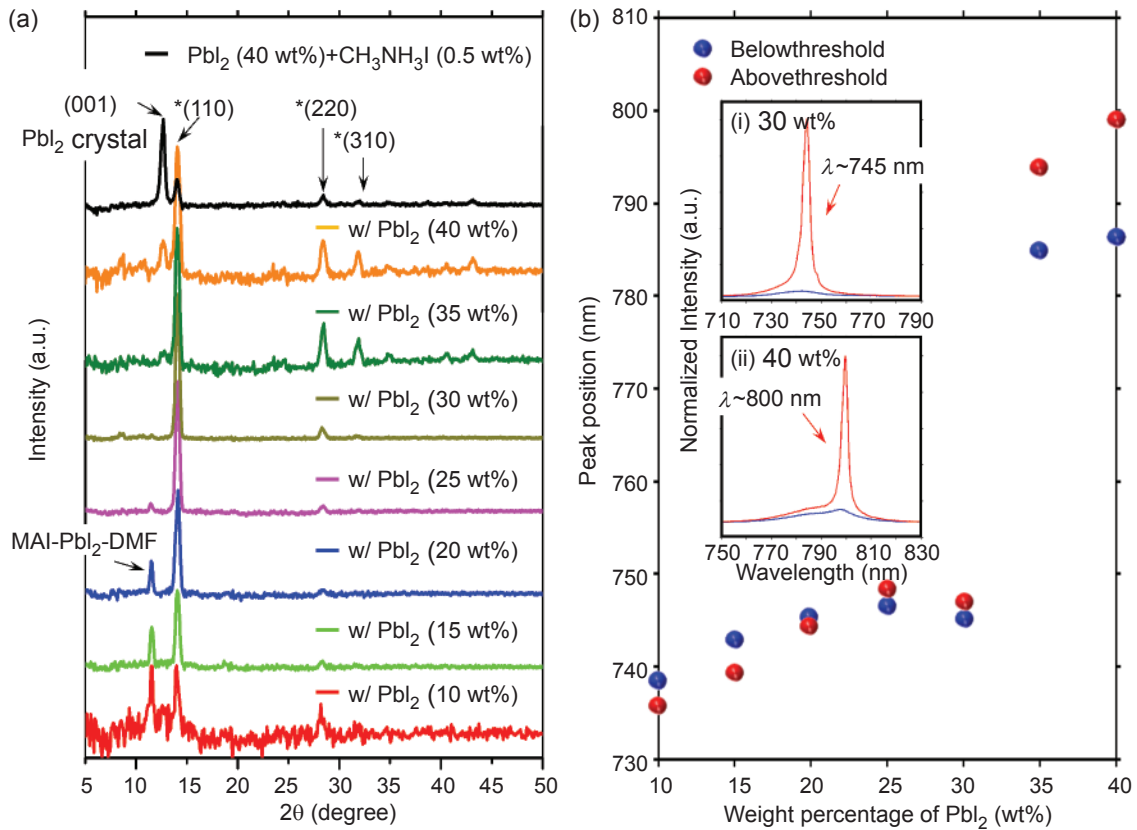 (a)
PbI₂ (40 wt%)+CH₃NH₃I (0.5 wt%)
(001)
PbI₂ crystal
*(110)
*(220)
*(310)
w/ PbI₂ (40 wt%)
w/ PbI₂ (35 wt%)
w/ PbI₂ (30 wt%)
w/ PbI₂ (25 wt%)
MAI-PbI₂-DMF
w/ PbI₂ (20 wt%)
w/ PbI₂ (15 wt%)
w/ PbI₂ (10 wt%)
Intensity (a.u.)
5 10 15 20 25 30 35 40 45 50
2θ (degree)
(b)
810
800
790
780
770
760
750
740
730
Peak position (nm)
Belowthreshold
Abovethreshold
Normalized Intensity (a.u.)
(i) 30 wt%
λ~745 nm
710 730 750 770 790
(ii) 40 wt%
λ~800 nm
750 770 790 810 830
Wavelength (nm)
10 15 20 25 30 35 40
Weight percentage of PbI₂ (wt%)